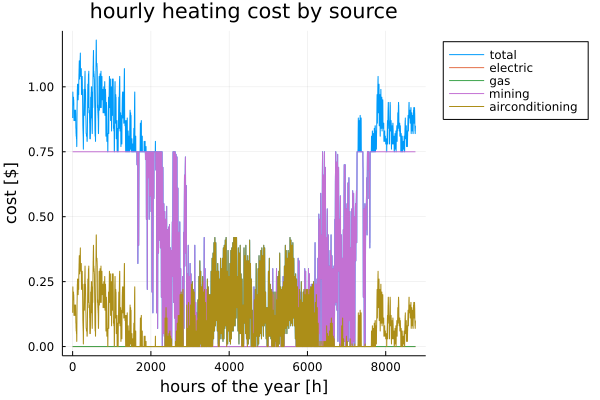 hourly heating cost by source
total
electric
gas
mining
airconditioning
1.00
0.75
0.50
0.25
0.00
cost [$]
0 2000 4000 6000 8000
hours of the year [h]